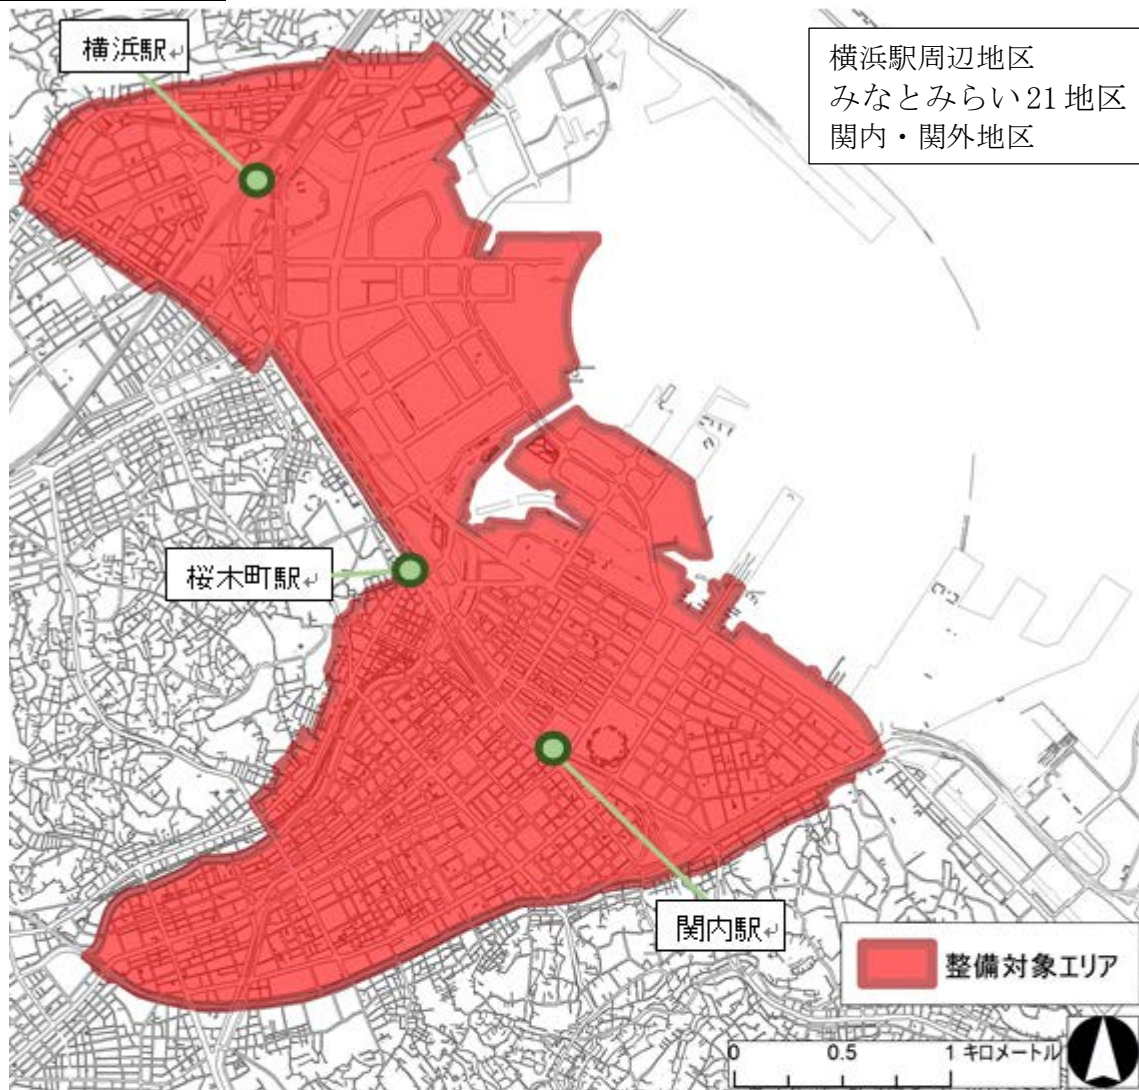 横浜駅↵
横浜駅周辺地区
みなとみらい21地区
関内・関外地区
桜木町駅↵
関内駅↵
整備対象エリア
0 0.5 1 キロメートル